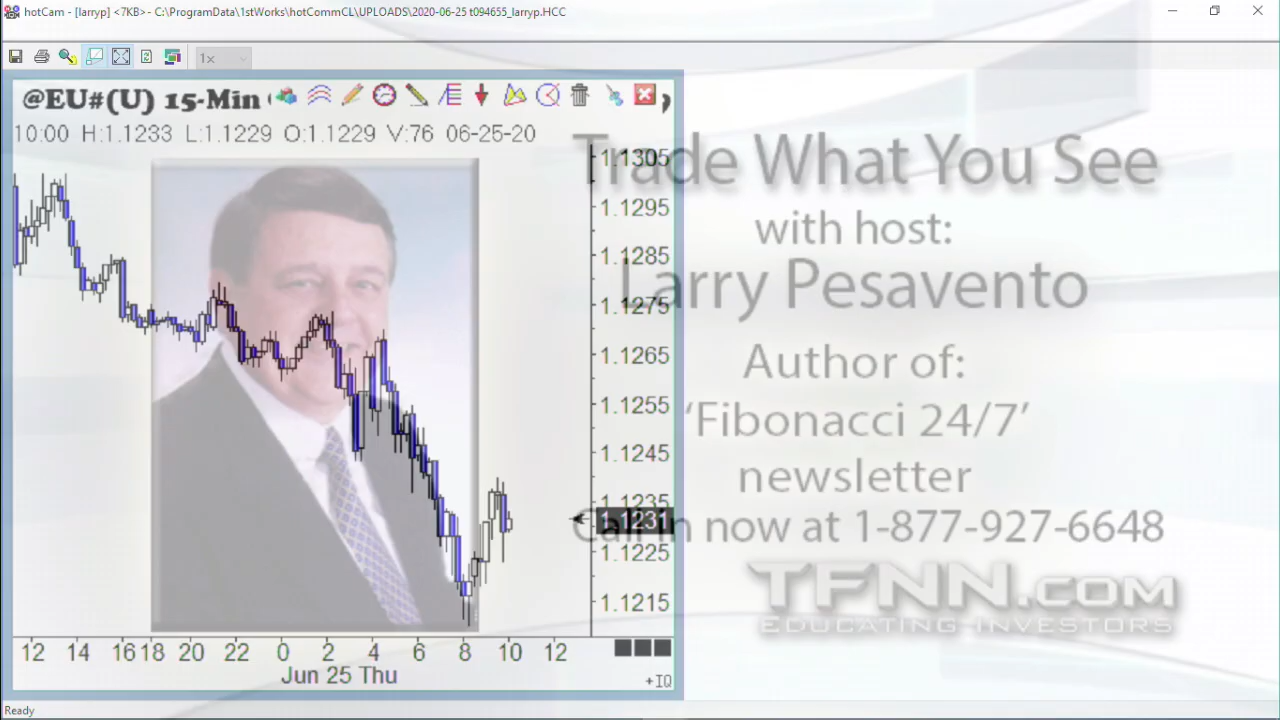 hotCam - [larryp] <7KB> - C:\ProgramData\1stWorks\hotCommCL\UPLOADS\2020-06-25 t094655_larryp.HCC
1x
@EU#(U) 15-Min
10:00 H:1.1233 L:1.1229 O:1.1229 V:76 06-25-20
Trade What You See
with host:
Larry Pesavento
Author of:
'Fibonacci 24/7'
newsletter
Call in now at 1-877-927-6648
TFNN.com
EDUCATING INVESTORS
1.1305
1.1295
1.1285
1.1275
1.1265
1.1255
1.1245
1.1235
1.1231
1.1225
1.1215
12 14 16 18 20 22 0 2 4 6 8 10 12
Jun 25 Thu
+IQ
Ready